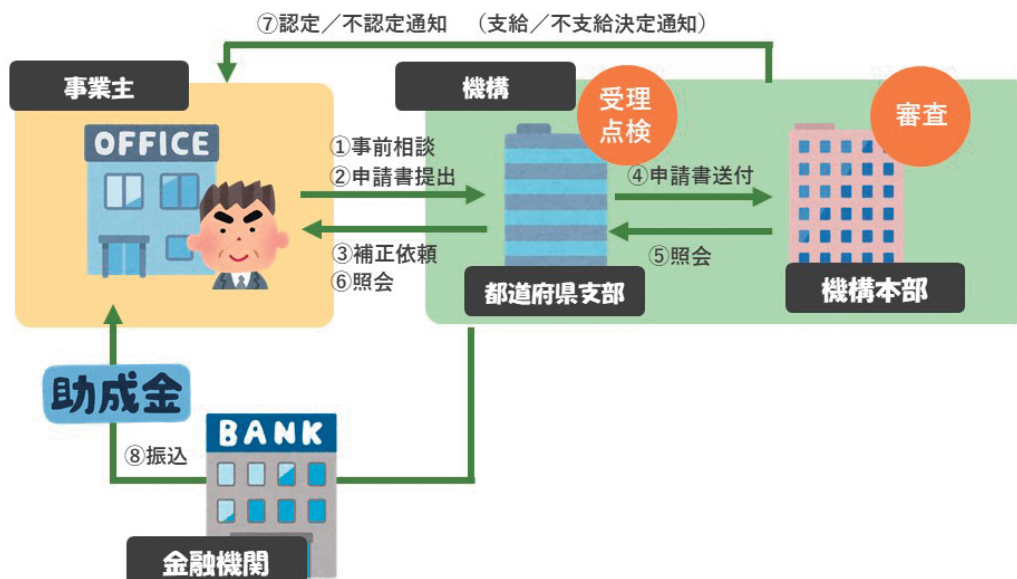 ⑦認定／不認定通知　（支給／不支給決定通知）
事業主
機構
受理
点検
審査
OFFICE
①事前相談
②申請書提出
④申請書送付
③補正依頼
⑥照会
⑤照会
都道府県支部
機構本部
助成金
BANK
⑧振込
金融機関